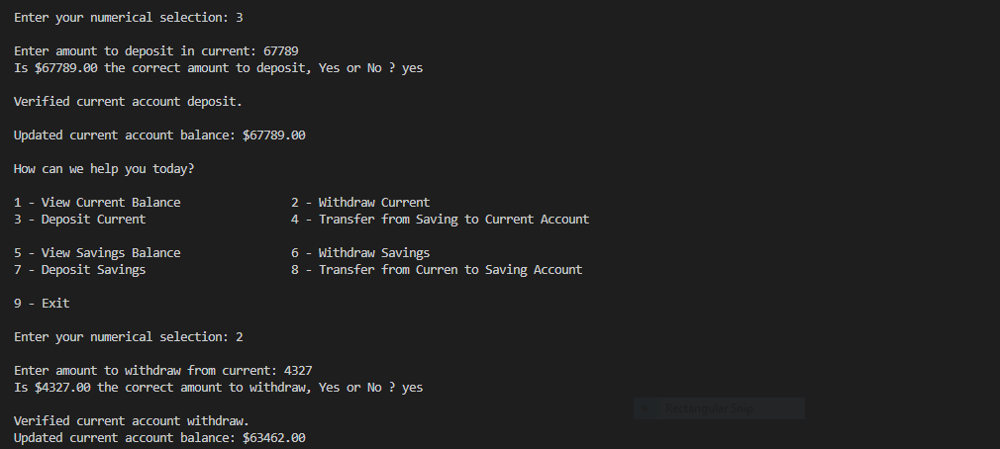 Enter your numerical selection: 3
Enter amount to deposit in current: 67789
Is $67789.00 the correct amount to deposit, Yes or No ? yes
Verified current account deposit.
Updated current account balance: $67789.00
How can we help you today?
1 - View Current Balance 2 - Withdraw Current
3 - Deposit Current 4 - Transfer from Saving to Current Account
5 - View Savings Balance 6 - Withdraw Savings
7 - Deposit Savings 8 - Transfer from Curren to Saving Account
9 - Exit
Enter your numerical selection: 2
Enter amount to withdraw from current: 4327
Is $4327.00 the correct amount to withdraw, Yes or No ? yes
Rectangular Snip
Verified current account withdraw.
Updated current account balance: $63462.00